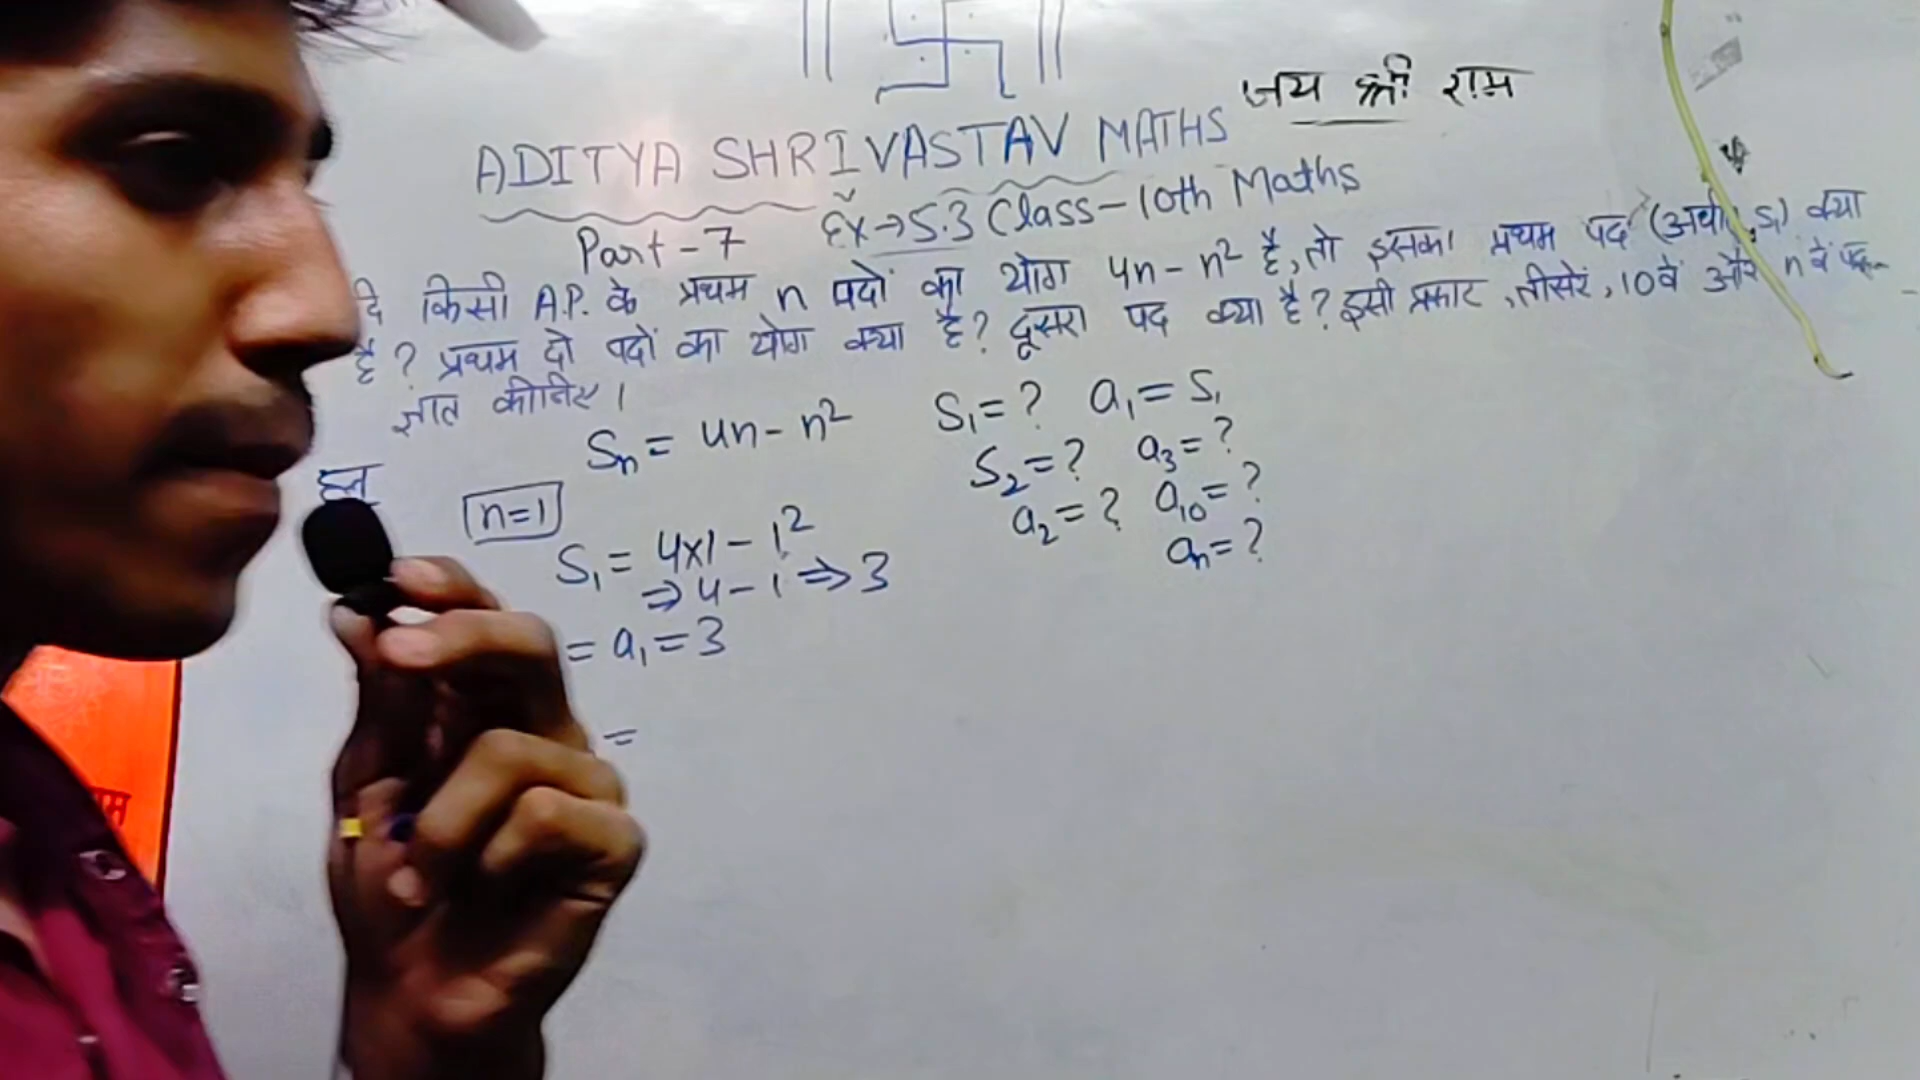 जय श्री राम
ADITYA SHRIVASTAV MATHS
Part-7 Ex→5.3 Class-10th Maths
दि किसी A.P. के प्रथम n पदों का योग 4n - n² है, तो इसका प्रथम पद (अर्थात S₁) क्या
है? प्रथम दो पदों का योग क्या है? दूसरा पद क्या है? इसी प्रकार, तीसरे, 10वें और n वें पद
ज्ञात कीजिए।
हल
Sₙ = 4n - n²
S₁ = ? a₁ = S₁
S₂ = ? a₃ = ?
a₂ = ? a₁₀ = ?
aₙ = ?
n=1
S₁ = 4x1 - 1²
⇒ 4 - 1 ⇒ 3
= a₁ = 3
=
म